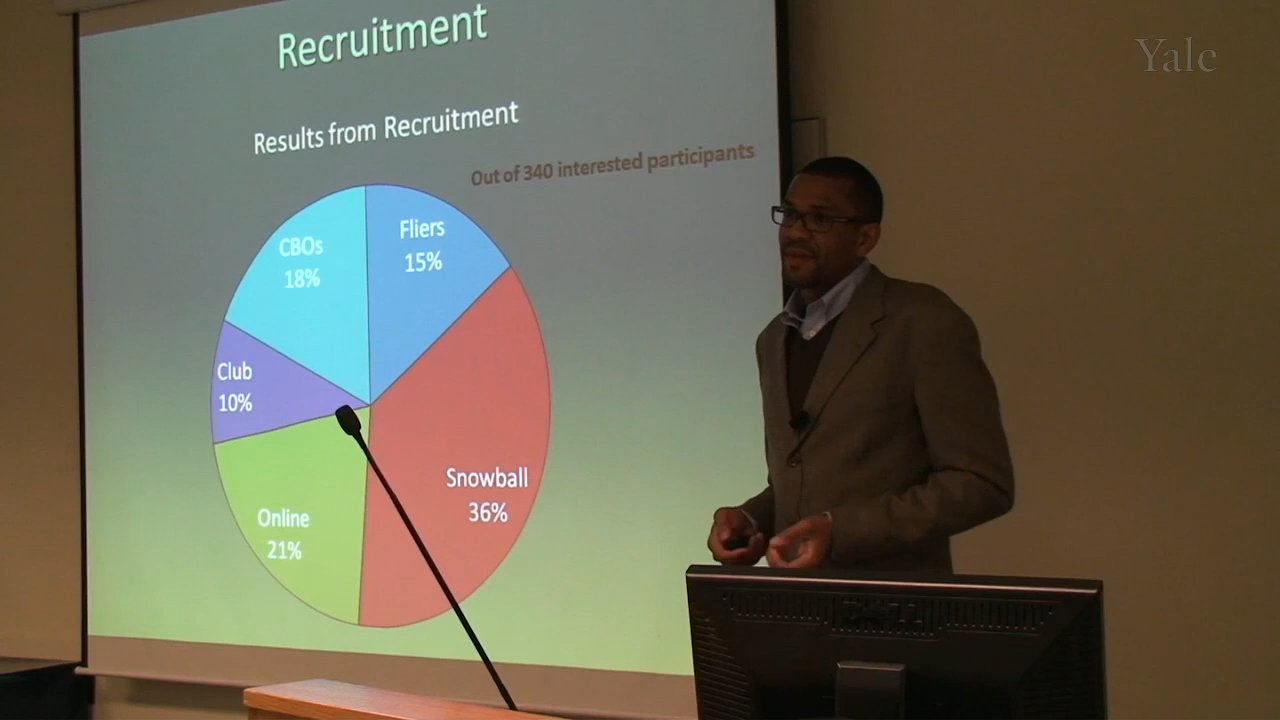 Recruitment
Yale
Results from Recruitment
Out of 340 interested participants
Fliers
15%
CBOs
18%
Club
10%
Snowball
36%
Online
21%
DELL